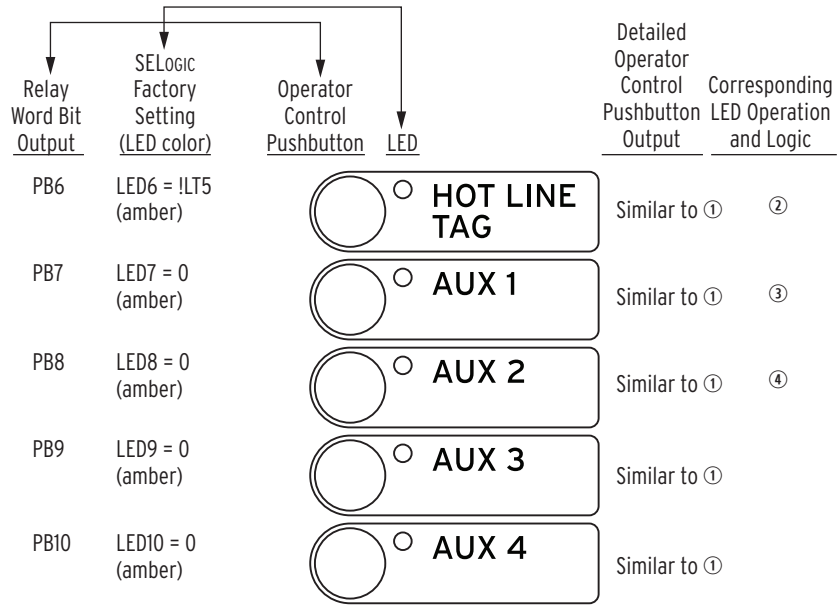 Relay
Word Bit
Output
SELOGIC
Factory
Setting
(LED color)
Operator
Control
Pushbutton
LED
Detailed
Operator
Control
Pushbutton
Output
Corresponding
LED Operation
and Logic
PB6
LED6 = !LT5
(amber)
HOT LINE
TAG
Similar to ①
②
PB7
LED7 = 0
(amber)
AUX 1
Similar to ①
③
PB8
LED8 = 0
(amber)
AUX 2
Similar to ①
④
PB9
LED9 = 0
(amber)
AUX 3
Similar to ①
PB10
LED10 = 0
(amber)
AUX 4
Similar to ①